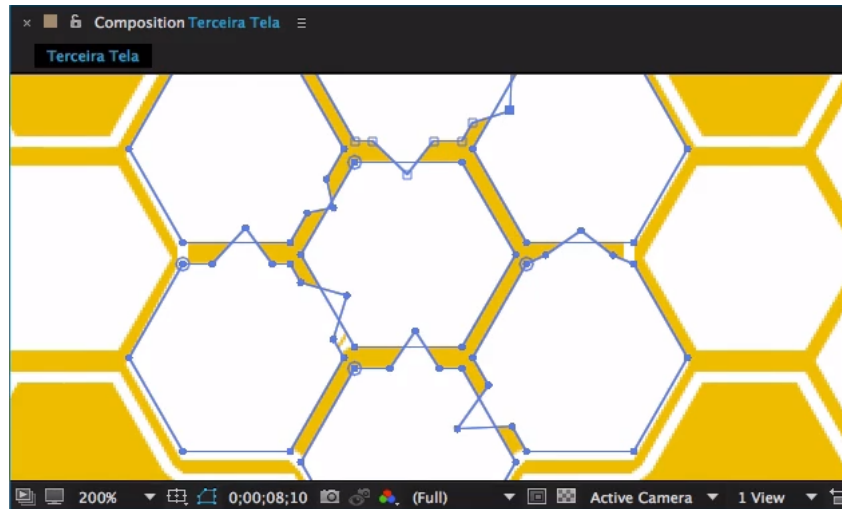 Composition Terceira Tela
Terceira Tela
200% 0;00;08;10 (Full) Active Camera 1 View